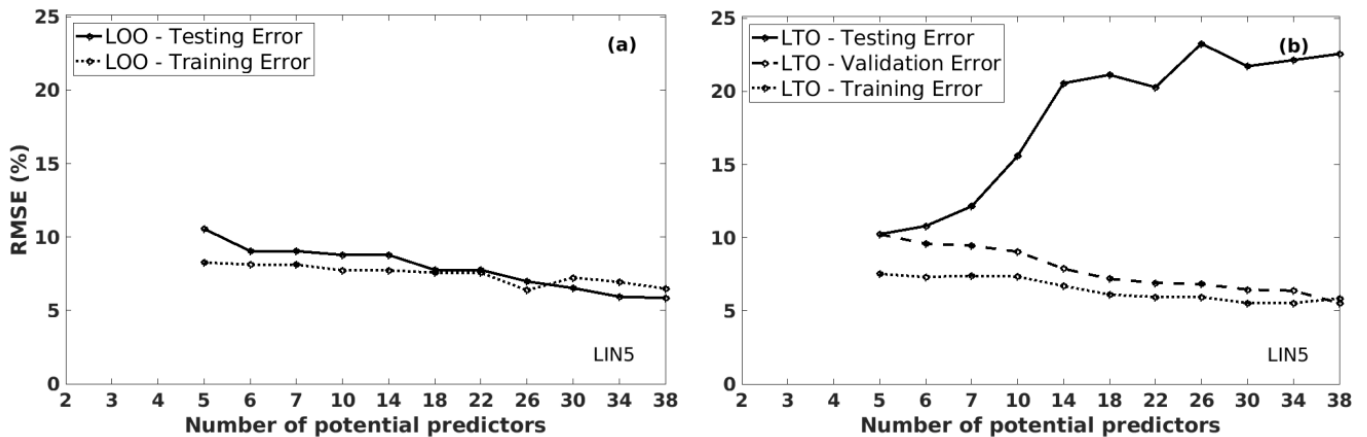 25
20
15
10
5
0
RMSE (%)
LOO - Testing Error
LOO - Training Error
(a)
LIN5
2 3 4 5 6 7 10 14 18 22 26 30 34 38
Number of potential predictors
25
20
15
10
5
0
LTO - Testing Error
LTO - Validation Error
LTO - Training Error
(b)
LIN5
2 3 4 5 6 7 10 14 18 22 26 30 34 38
Number of potential predictors